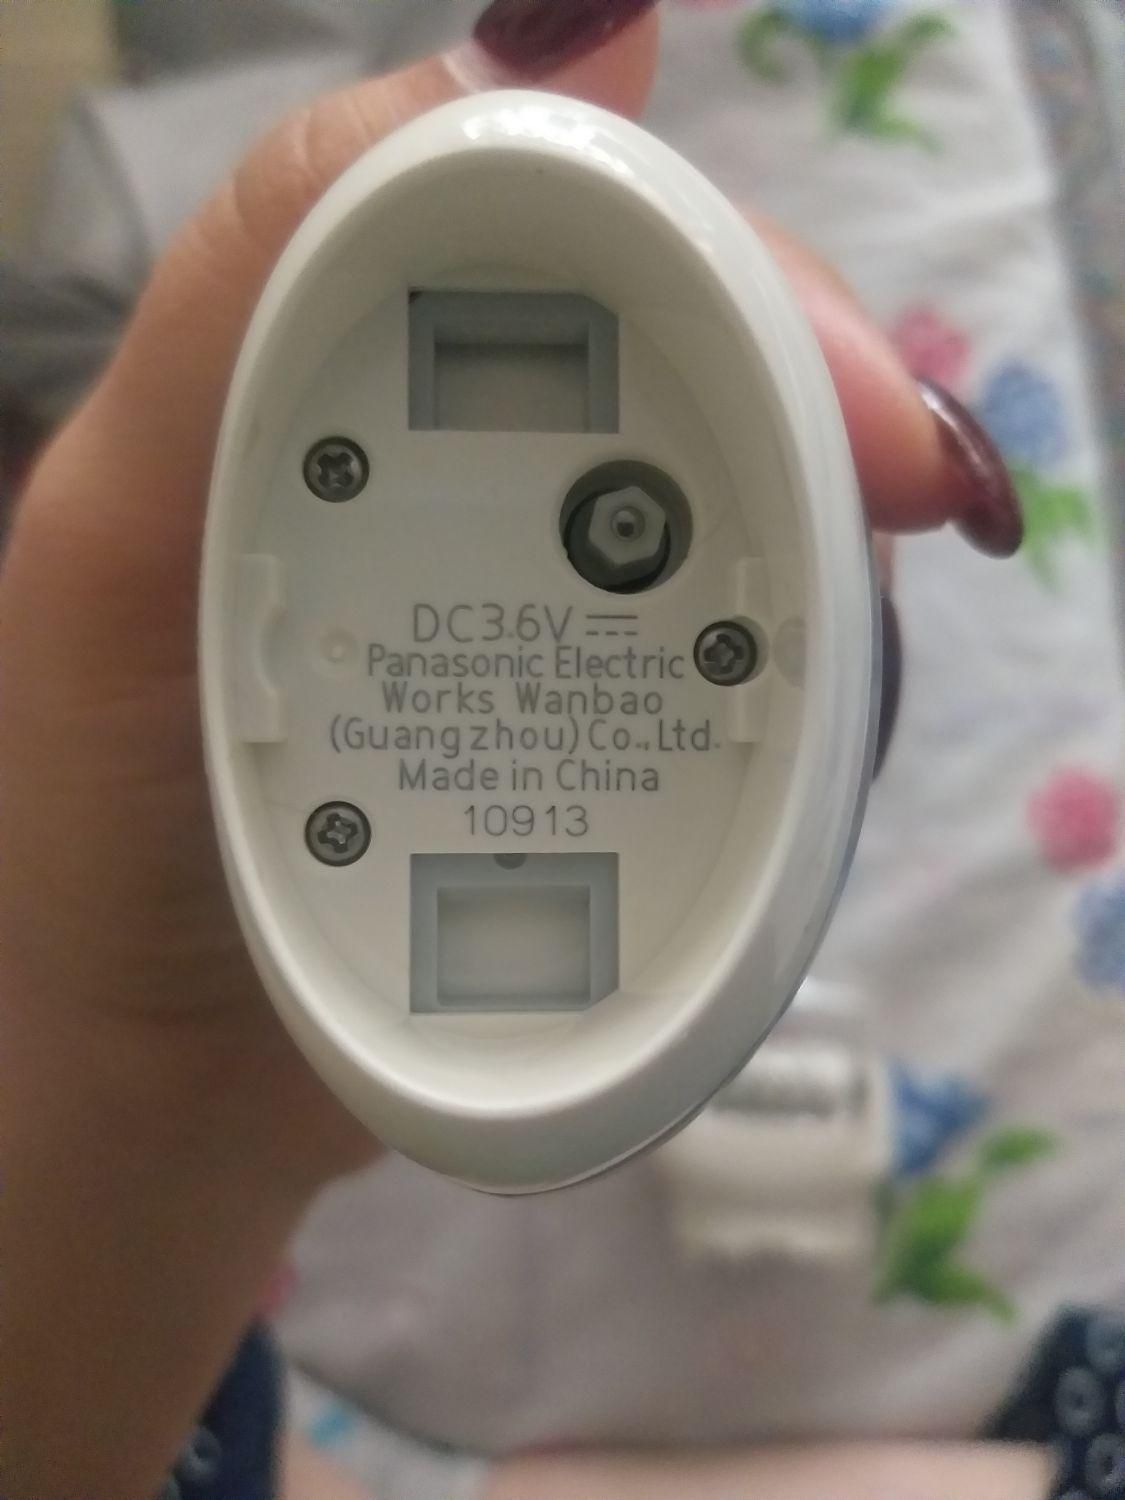 DC3.6V ⎓
Panasonic Electric
Works Wanbao
(Guangzhou) Co., Ltd.
Made in China
10913